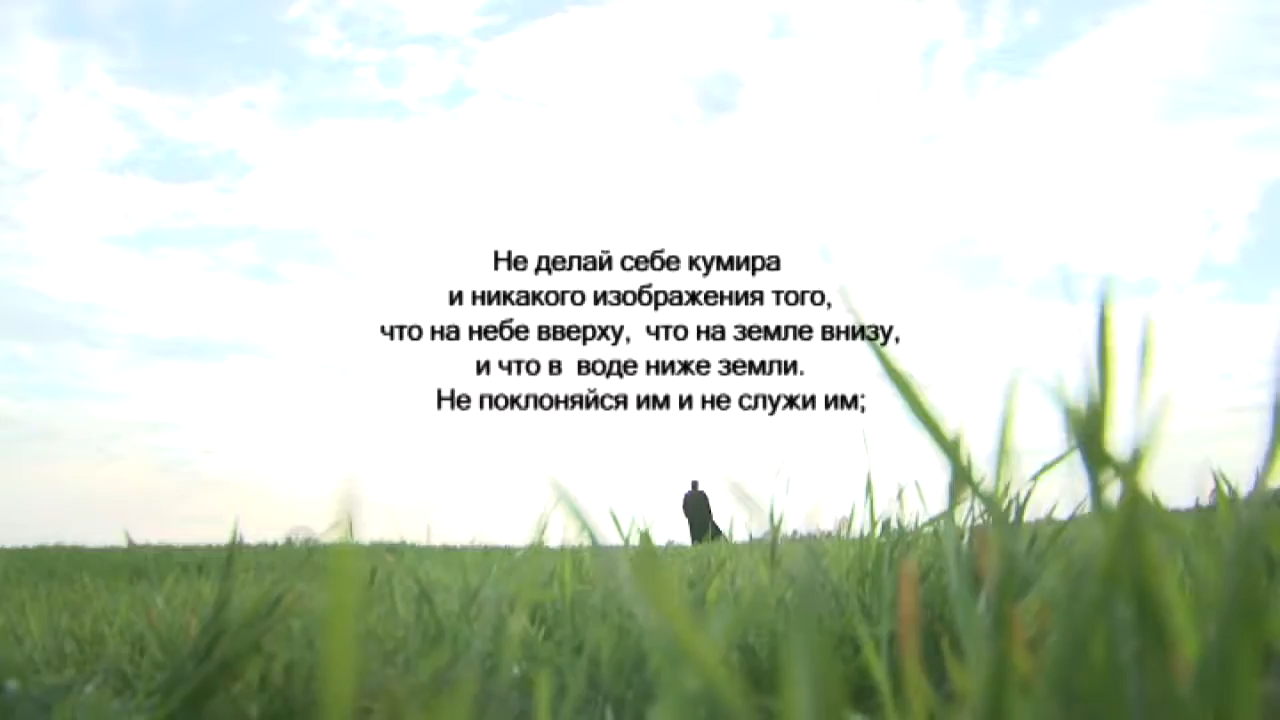 Не делай себе кумира
и никакого изображения того,
что на небе вверху,  что на земле внизу,
и что в  воде ниже земли.
Не поклоняйся им и не служи им;